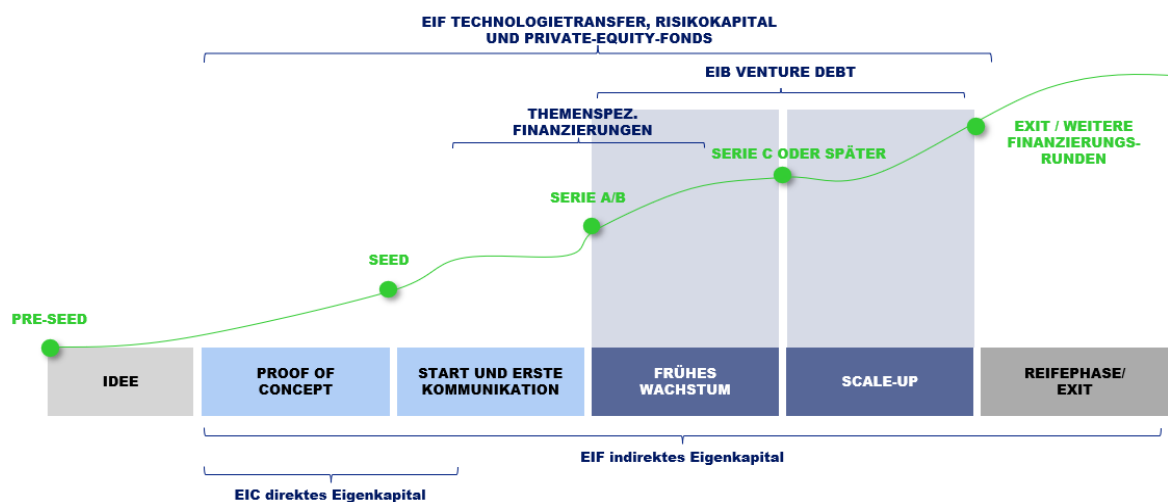 EIF TECHNOLOGIETRANSFER, RISIKOKAPITAL
UND PRIVATE-EQUITY-FONDS
EIB VENTURE DEBT
THEMENSPEZ.
FINANZIERUNGEN
EXIT / WEITERE
FINANZIERUNGS-
RUNDEN
SERIE C ODER SPÄTER
SERIE A/B
SEED
PRE-SEED
IDEE
PROOF OF
CONCEPT
START UND ERSTE
KOMMUNIKATION
FRÜHES
WACHSTUM
SCALE-UP
REIFEPHASE/
EXIT
EIF indirektes Eigenkapital
EIC direktes Eigenkapital